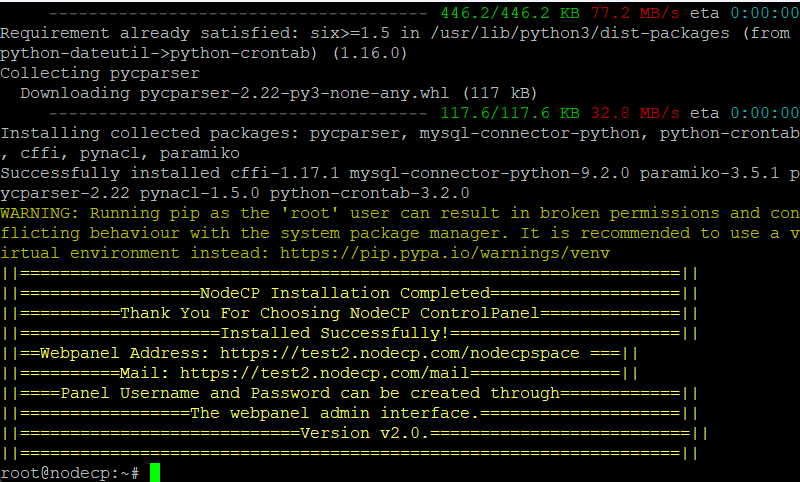 -------------------------------------- 446.2/446.2 KB 77.2 MB/s eta 0:00:00
Requirement already satisfied: six>=1.5 in /usr/lib/python3/dist-packages (from
python-dateutil->python-crontab) (1.16.0)
Collecting pycparser
  Downloading pycparser-2.22-py3-none-any.whl (117 kB)
-------------------------------------- 117.6/117.6 KB 32.8 MB/s eta 0:00:00
Installing collected packages: pycparser, mysql-connector-python, python-crontab
, cffi, pynacl, paramiko
Successfully installed cffi-1.17.1 mysql-connector-python-9.2.0 paramiko-3.5.1 p
ycparser-2.22 pynacl-1.5.0 python-crontab-3.2.0
WARNING: Running pip as the 'root' user can result in broken permissions and con
flicting behaviour with the system package manager. It is recommended to use a v
irtual environment instead: https://pip.pypa.io/warnings/venv
||==================================================================||
||==================NodeCP Installation Completed===================||
||==========Thank You For Choosing NodeCP ControlPanel==============||
||====================Installed Successfully!=======================||
||==Webpanel Address: https://test2.nodecp.com/nodecpspace ===||
||==========Mail: https://test2.nodecp.com/mail===============||
||====Panel Username and Password can be created through============||
||=================The webpanel admin interface.====================||
||============================Version v2.0.==========================||
||==================================================================||
root@nodecp:~#